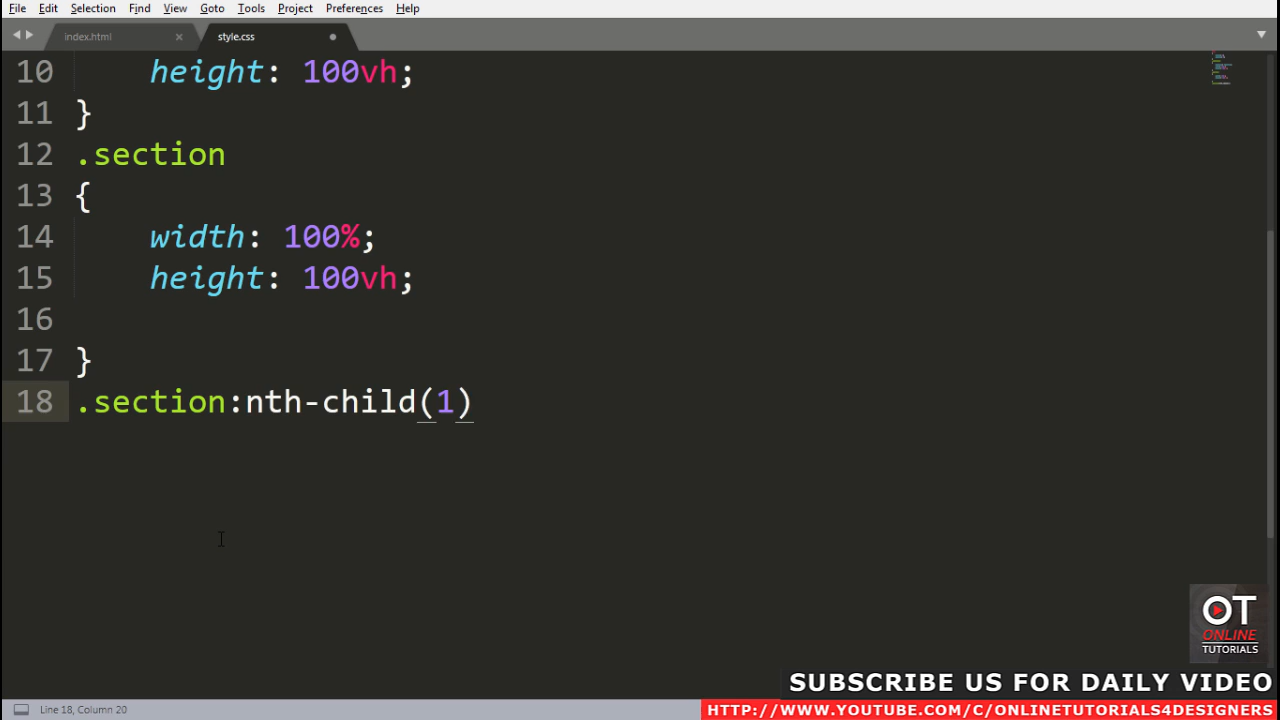 File Edit Selection Find View Goto Tools Project Preferences Help
index.html × style.css
10 height: 100vh;
11 }
12 .section
13 {
14 width: 100%;
15 height: 100vh;
16
17 }
18 .section:nth-child(1)
OT
ONLINE
TUTORIALS
SUBSCRIBE US FOR DAILY VIDEO
Line 18, Column 20
HTTP://WWW.YOUTUBE.COM/C/ONLINETUTORIALS4DESIGNERS